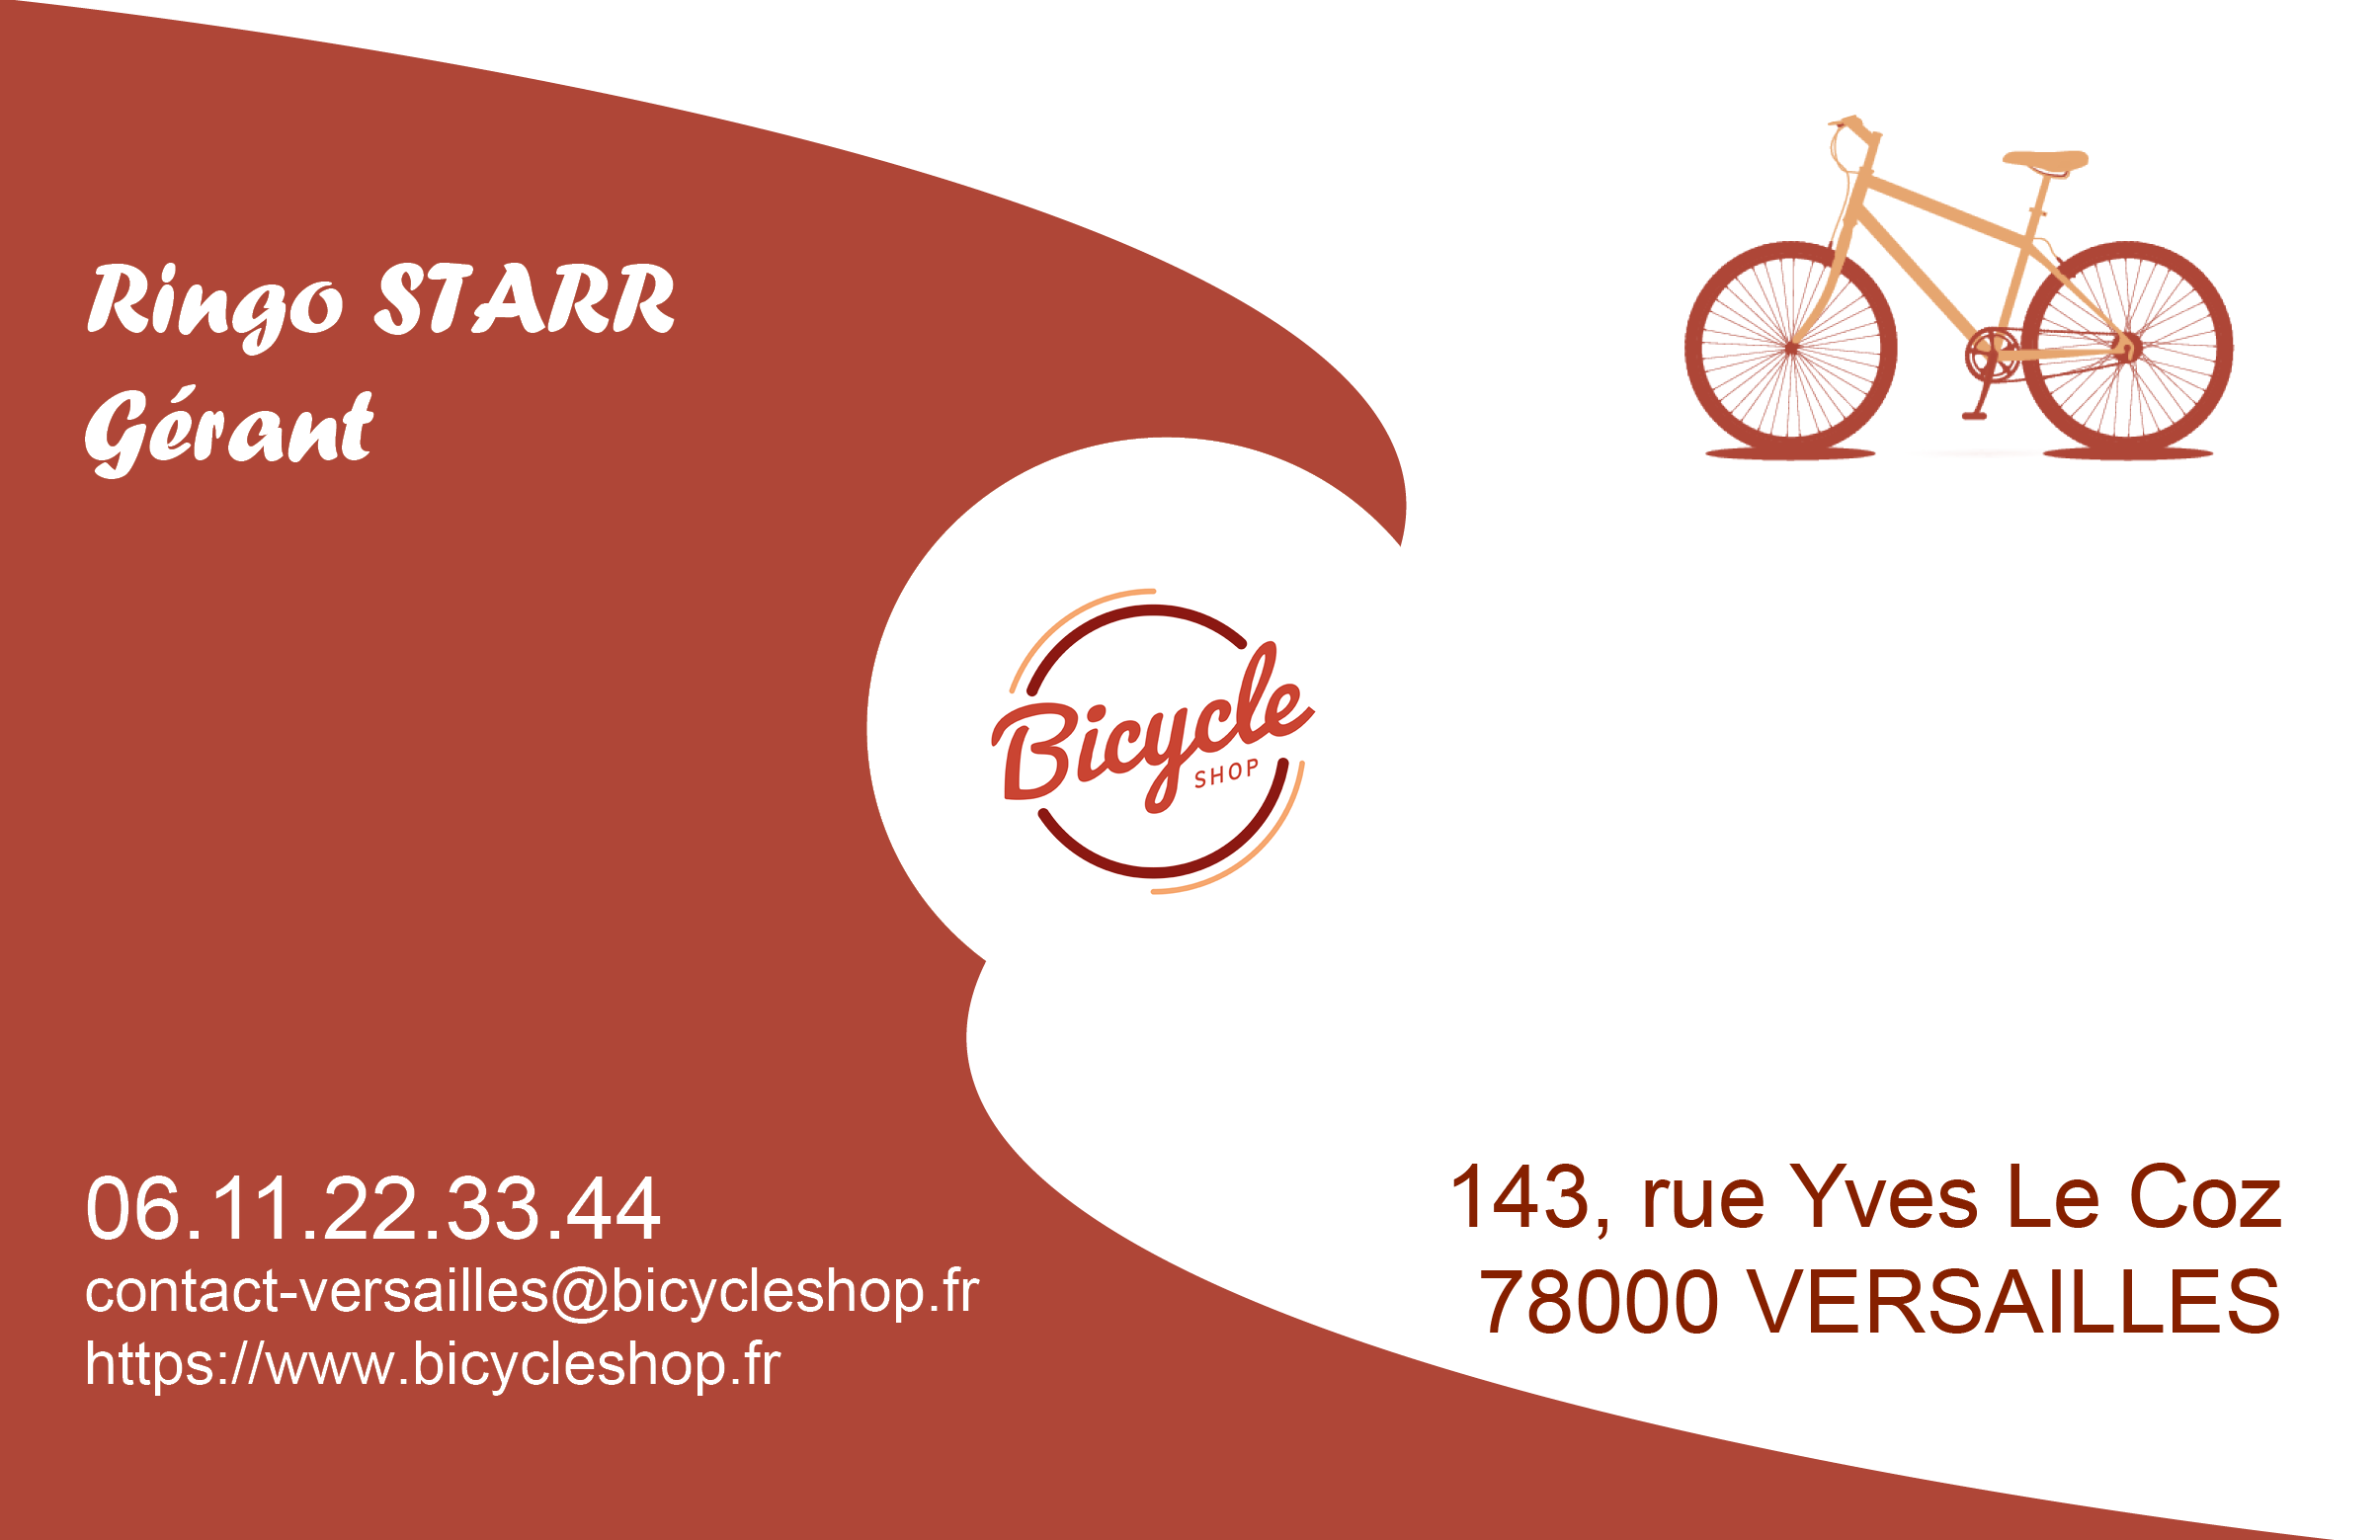 Ringo STARR
Gérant
Bicycle
SHOP
06.11.22.33.44
contact-versailles@bicycleshop.fr
https://www.bicycleshop.fr
143, rue Yves Le Coz
78000 VERSAILLES